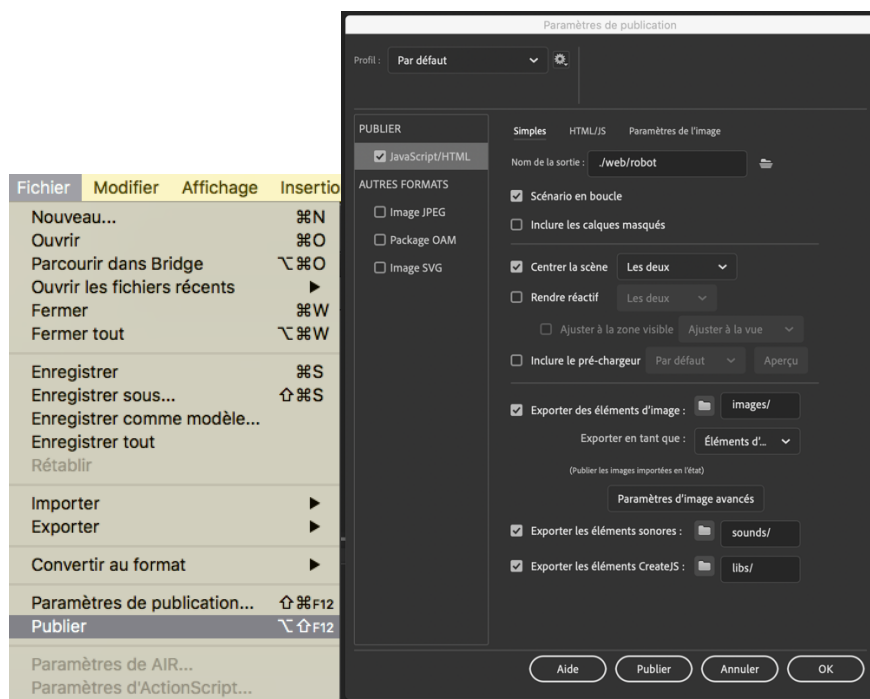 Fichier Modifier Affichage Insertio
Nouveau... ⌘N
Ouvrir ⌘O
Parcourir dans Bridge ⌥⌘O
Ouvrir les fichiers récents ▶
Fermer ⌘W
Fermer tout ⌥⌘W
Enregistrer ⌘S
Enregistrer sous... ⇧⌘S
Enregistrer comme modèle...
Enregistrer tout
Rétablir
Importer ▶
Exporter ▶
Convertir au format ▶
Paramètres de publication... ⇧⌘F12
Publier ⌥⇧F12
Paramètres de AIR...
Paramètres d'ActionScript...
Paramètres de publication
Profil : Par défaut
PUBLIER
JavaScript/HTML
AUTRES FORMATS
Image JPEG
Package OAM
Image SVG
Simples HTML/JS Paramètres de l'image
Nom de la sortie : ./web/robot
Scénario en boucle
Inclure les calques masqués
Centrer la scène Les deux
Rendre réactif Les deux
Ajuster à la zone visible Ajuster à la vue
Inclure le pré-chargeur Par défaut Aperçu
Exporter des éléments d'image : images/
Exporter en tant que : Éléments d'...
(Publier les images importées en l'état)
Paramètres d'image avancés
Exporter les éléments sonores : sounds/
Exporter les éléments CreateJS : libs/
Aide Publier Annuler OK